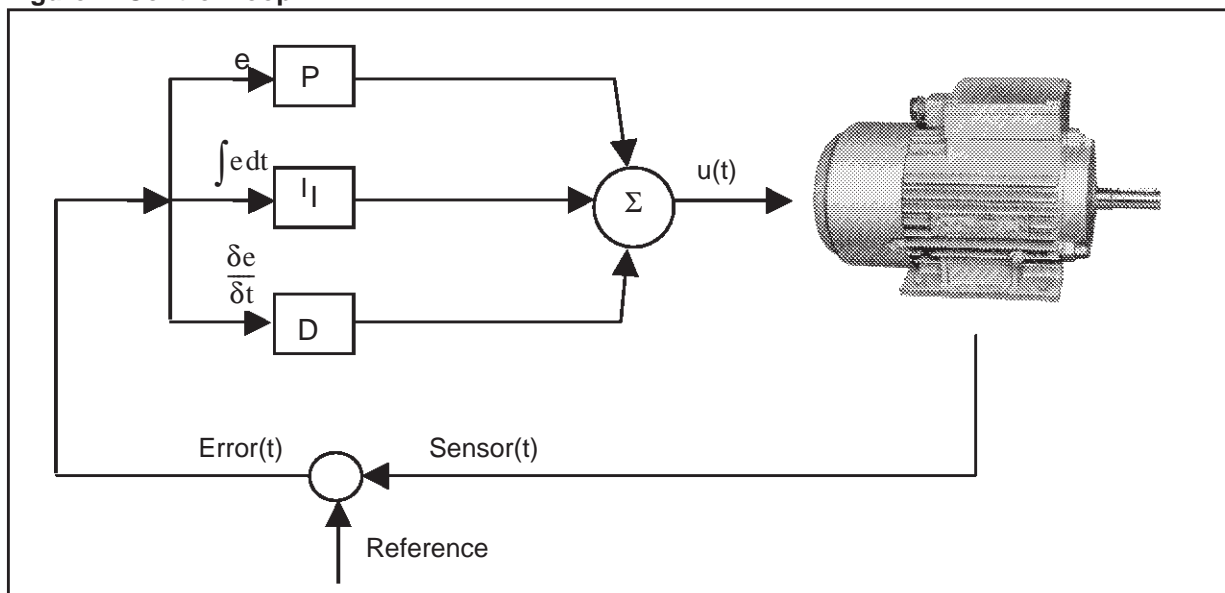 e
P
∫e dt
I I
Σ
u(t)
δe
δt
D
Error(t)
Sensor(t)
Reference